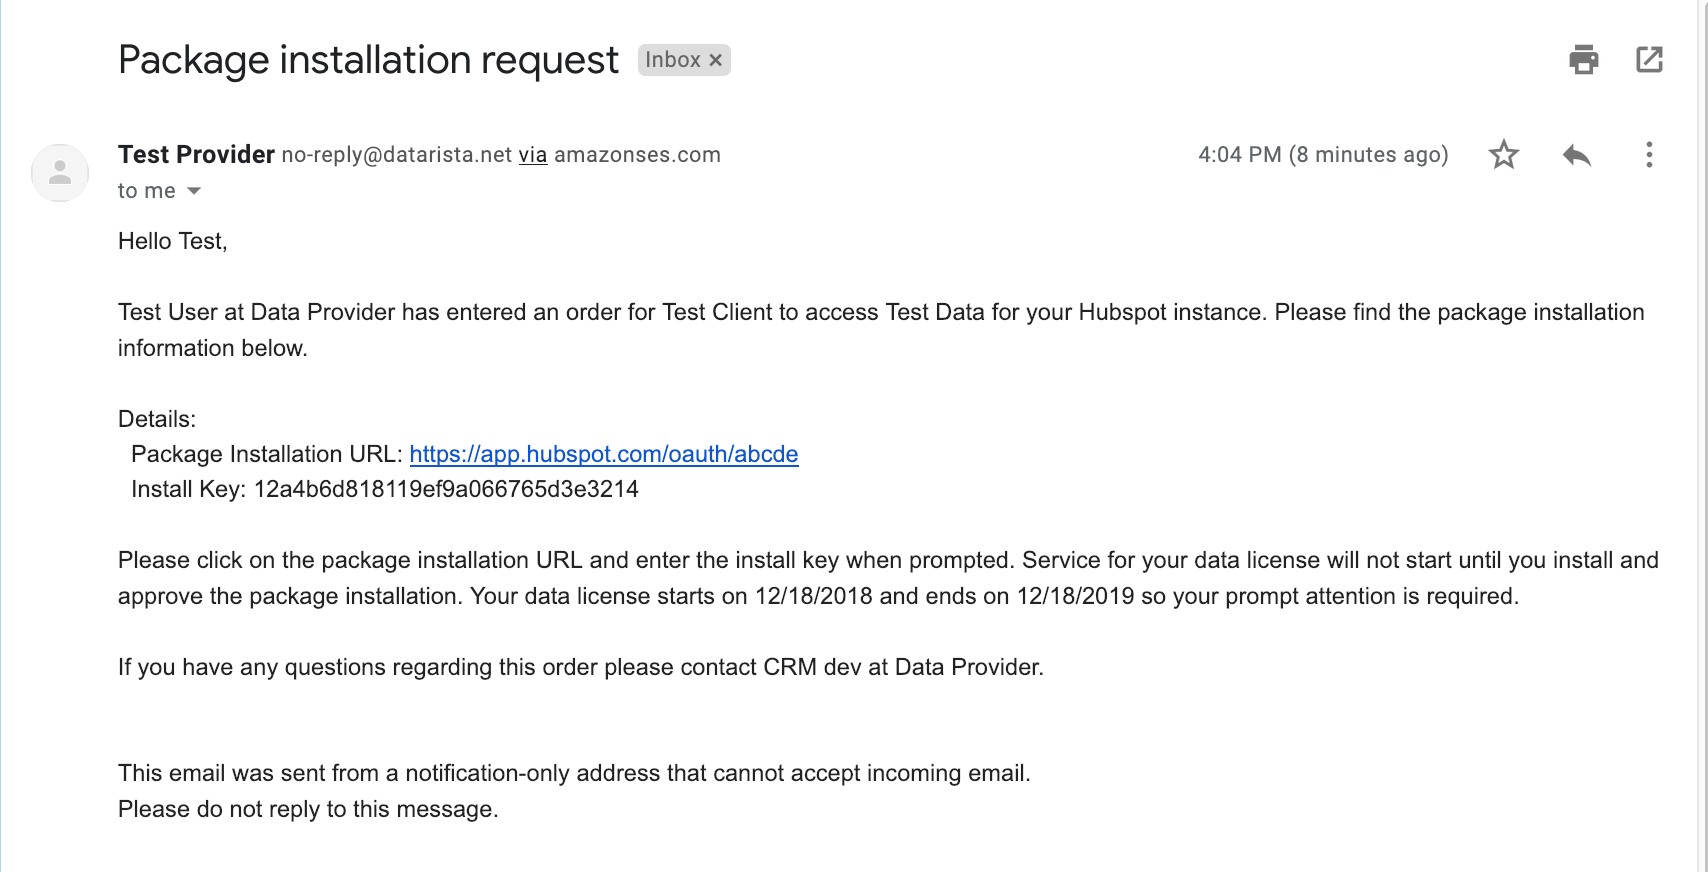 Package installation request Inbox ×
Test Provider no-reply@datarista.net via amazonses.com 4:04 PM (8 minutes ago)
to me
Hello Test,
Test User at Data Provider has entered an order for Test Client to access Test Data for your Hubspot instance. Please find the package installation
information below.
Details:
Package Installation URL: https://app.hubspot.com/oauth/abcde
Install Key: 12a4b6d818119ef9a066765d3e3214
Please click on the package installation URL and enter the install key when prompted. Service for your data license will not start until you install and
approve the package installation. Your data license starts on 12/18/2018 and ends on 12/18/2019 so your prompt attention is required.
If you have any questions regarding this order please contact CRM dev at Data Provider.
This email was sent from a notification-only address that cannot accept incoming email.
Please do not reply to this message.